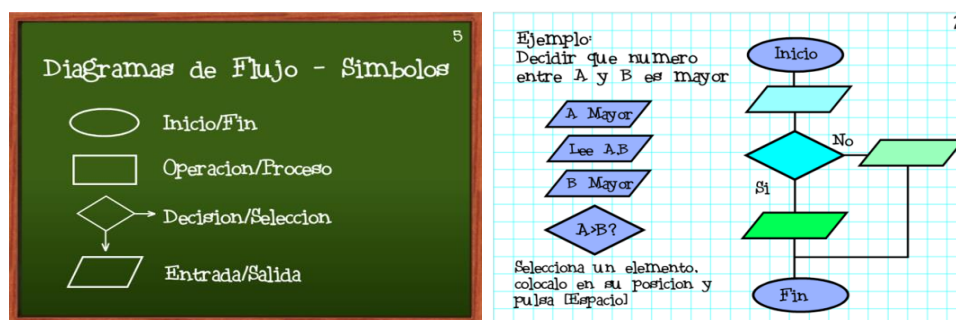 5
Diagramas de Flujo - Simbolos
Inicio/Fin
Operacion/Proceso
Decision/Seleccion
Entrada/Salida
Ejemplo:
Decidir que numero
entre A y B es mayor
A Mayor
Lee A,B
B Mayor
A>B?
Selecciona un elemento,
colocalo en su posicion y
pulsa [Espacio]
Inicio
No
Si
Fin